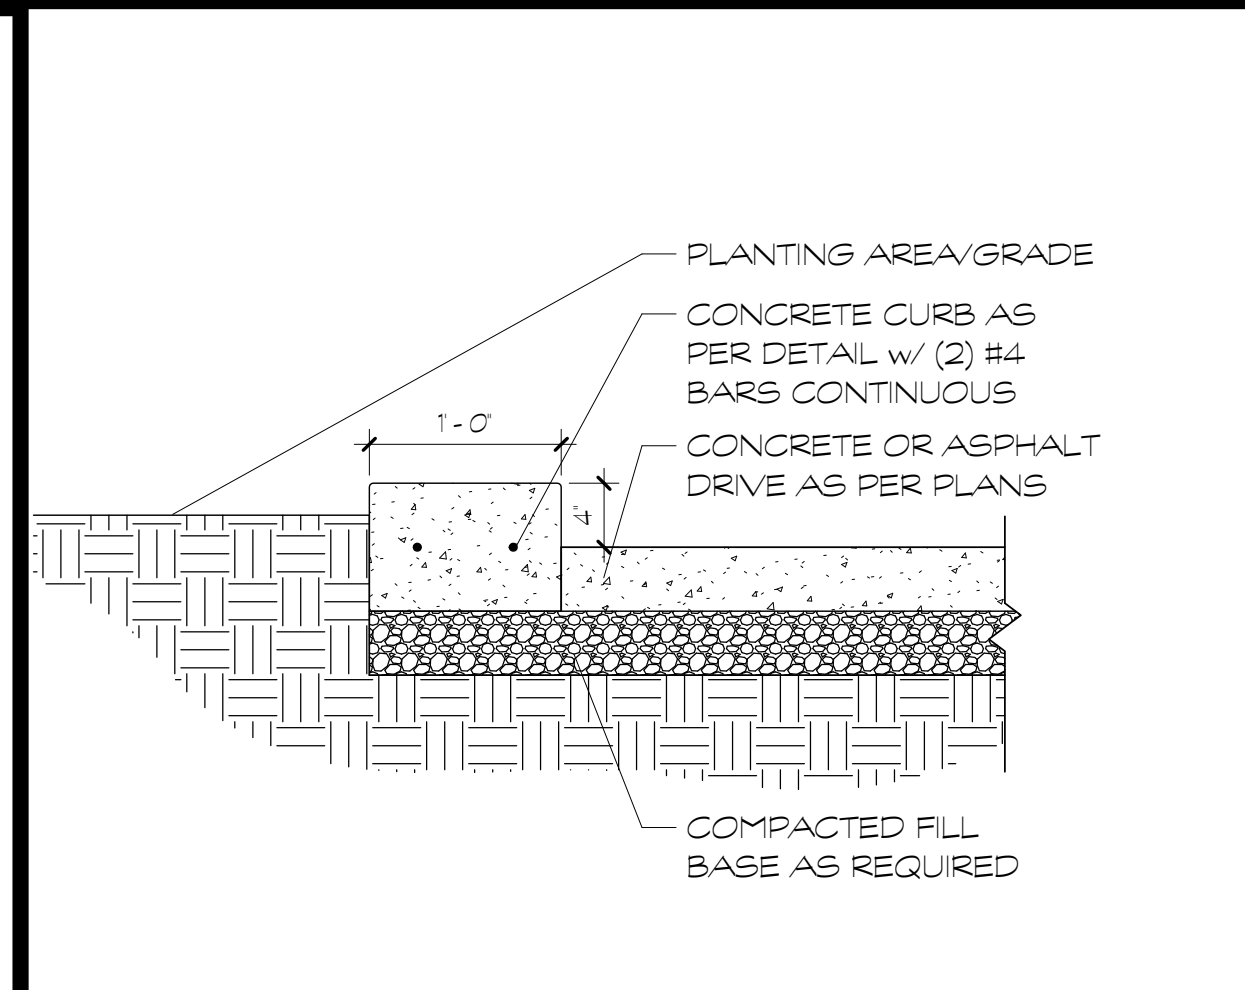 PLANTING AREA/GRADE
CONCRETE CURB AS
PER DETAIL w/ (2) #4
BARS CONTINUOUS
1'-0"
CONCRETE OR ASPHALT
DRIVE AS PER PLANS
4"
COMPACTED FILL
BASE AS REQUIRED